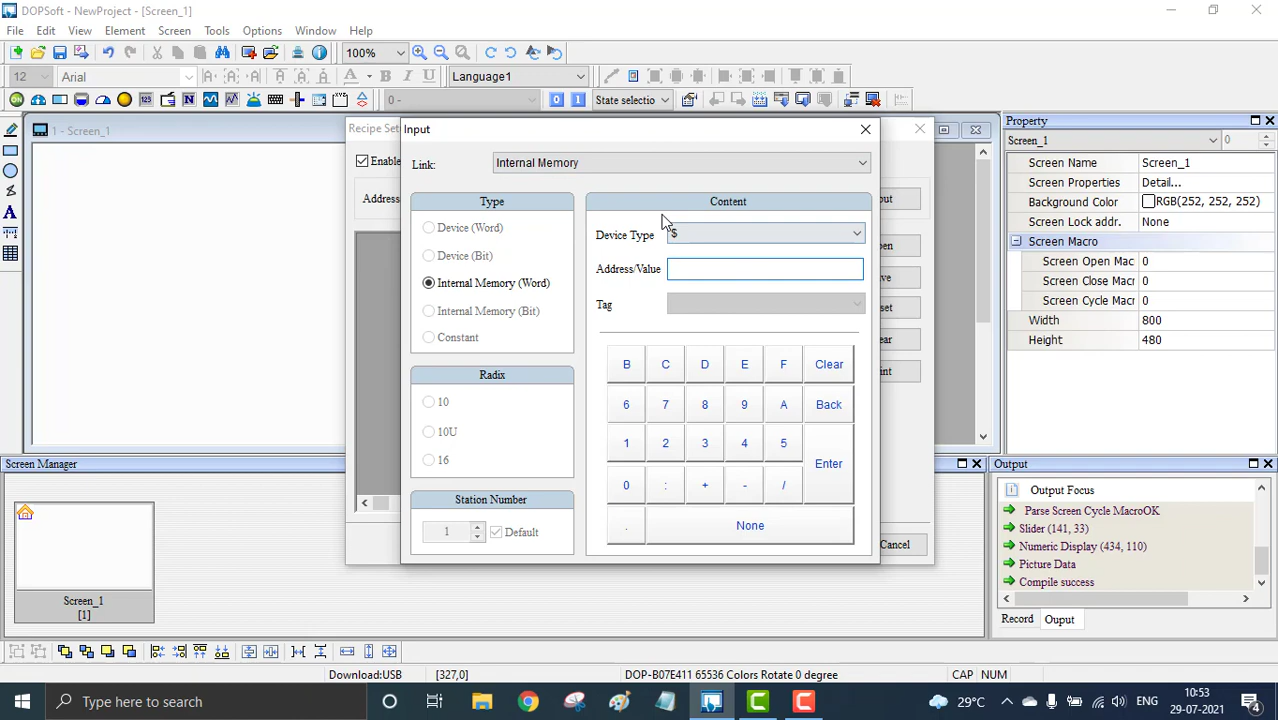 DOPSoft - NewProject - [Screen_1]
File Edit View Element Screen Tools Options Window Help
100%
12 Arial B I U Language1
0 - 0 1 State selectio
1 - Screen_1
Recipe Set
Enable
Address
Input
Link: Internal Memory
Type
Device (Word)
Device (Bit)
Internal Memory (Word)
Internal Memory (Bit)
Constant
Radix
10
10U
16
Station Number
1 Default
Content
Device Type $
Address/Value
Tag
B C D E F Clear
6 7 8 9 A Back
1 2 3 4 5 Enter
0 : + - /
. None
Cancel
Property
Screen_1 0
Screen Name Screen_1
Screen Properties Detail...
Background Color RGB(252, 252, 252)
Screen Lock addr. None
Screen Macro
Screen Open Mac 0
Screen Close Mac 0
Screen Cycle Mac 0
Width 800
Height 480
Screen Manager
Screen_1
[1]
Output
Output Focus
Parse Screen Cycle MacroOK
Slider (141, 33)
Numeric Display (434, 110)
Picture Data
Compile success
Record Ouput
Download:USB [327,0] DOP-B07E411 65536 Colors Rotate 0 degree CAP NUM
Type here to search
29°C ENG 10:53
29-07-2021
4